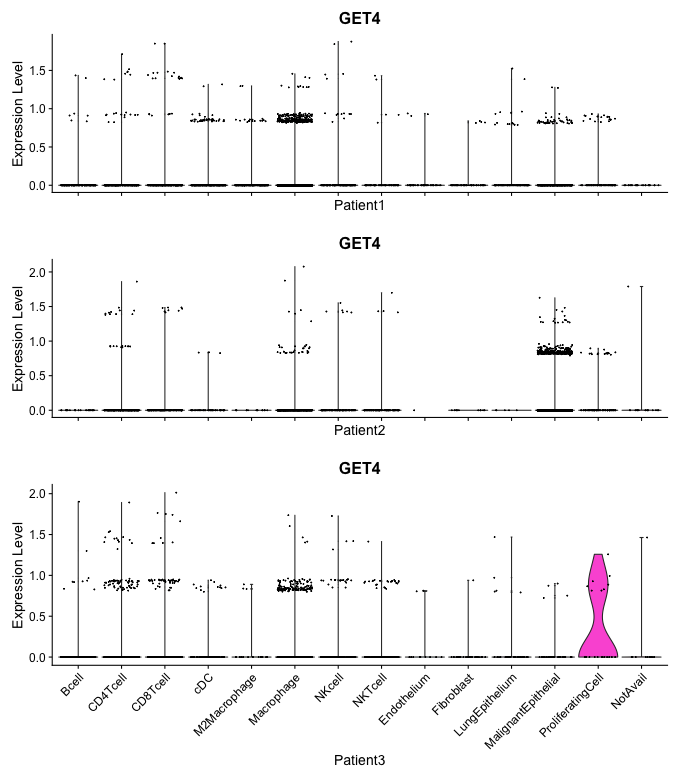 GET4
Expression Level
1.5
1.0
0.5
0.0
Patient1
GET4
Expression Level
2.0
1.5
1.0
0.5
0.0
Patient2
GET4
Expression Level
2.0
1.5
1.0
0.5
0.0
Bcell
CD4Tcell
CD8Tcell
cDC
M2Macrophage
Macrophage
NKcell
NKTcell
Endothelium
Fibroblast
LungEpithelium
MalignantEpithelial
ProliferatingCell
NotAvail
Patient3